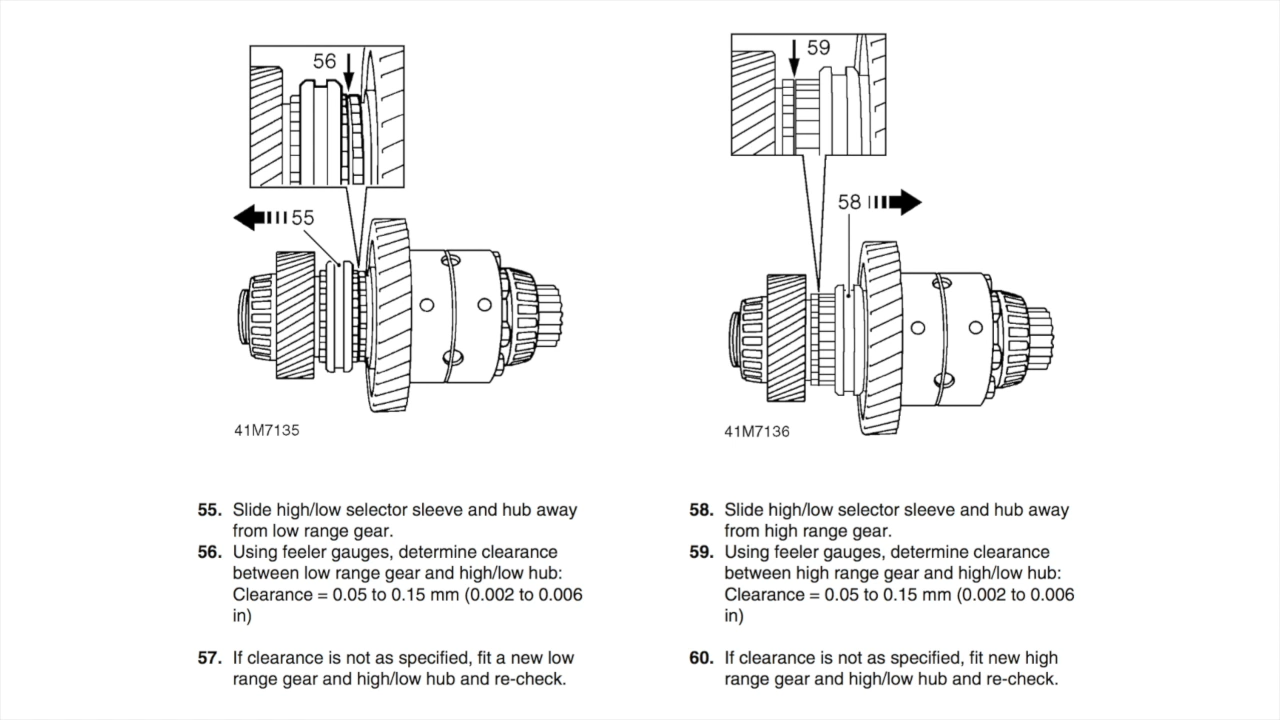 56
55
41M7135
55. Slide high/low selector sleeve and hub away
from low range gear.
56. Using feeler gauges, determine clearance
between low range gear and high/low hub:
Clearance = 0.05 to 0.15 mm (0.002 to 0.006
in)
57. If clearance is not as specified, fit a new low
range gear and high/low hub and re-check.
59
58
41M7136
58. Slide high/low selector sleeve and hub away
from high range gear.
59. Using feeler gauges, determine clearance
between high range gear and high/low hub:
Clearance = 0.05 to 0.15 mm (0.002 to 0.006
in)
60. If clearance is not as specified, fit new high
range gear and high/low hub and re-check.